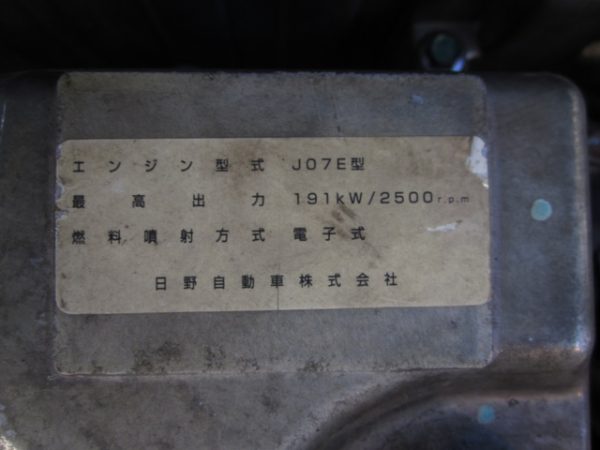 エンジン型式 J07E型
最高出力 191kW/2500r.p.m
燃料噴射方式 電子式
日野自動車株式会社